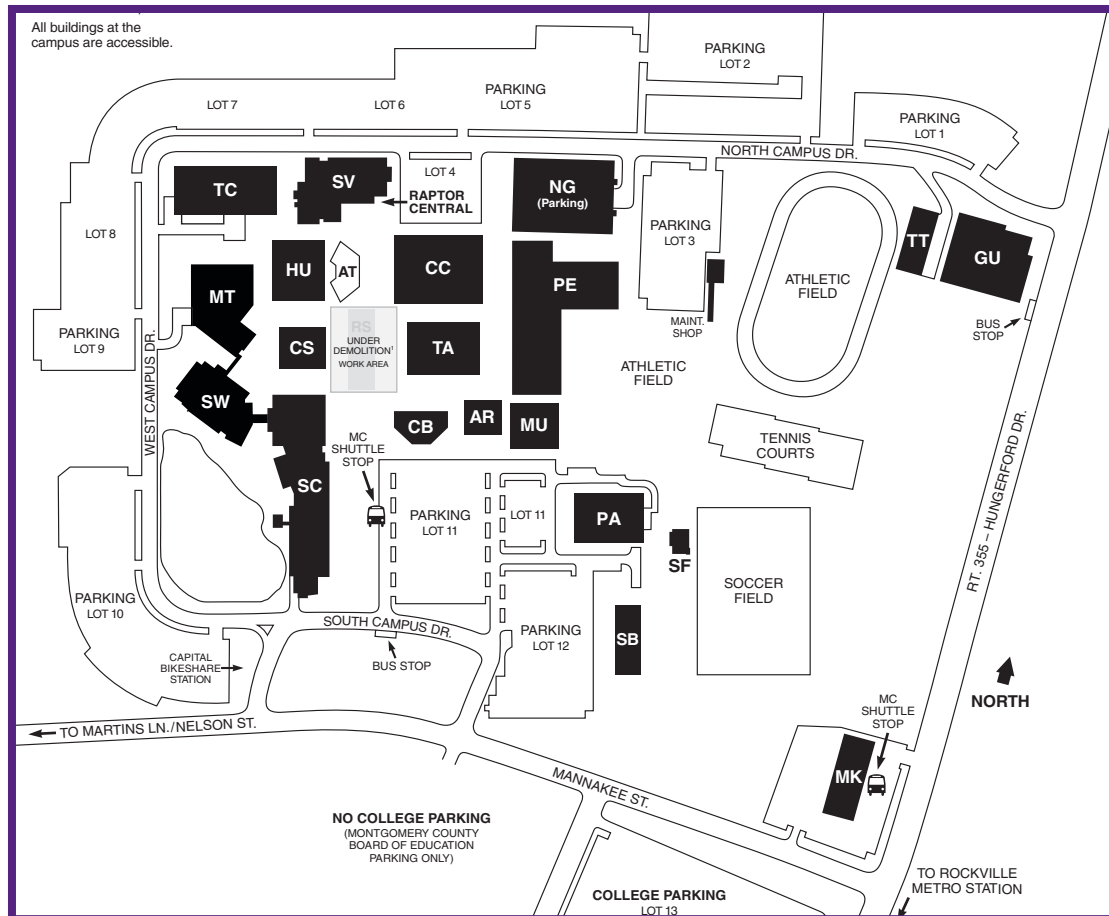 All buildings at the
campus are accessible.
PARKING
LOT 2
LOT 7
LOT 6
PARKING
LOT 5
PARKING
LOT 1
NORTH CAMPUS DR.
TC
SV
LOT 4
RAPTOR
CENTRAL
NG
(Parking)
PARKING
LOT 3
TT
GU
LOT 8
HU
AT
CC
PE
ATHLETIC
FIELD
MT
MAINT.
SHOP
BUS
STOP
PARKING
LOT 9
WEST CAMPUS DR.
CS
RS
UNDER
DEMOLITION¹
WORK AREA
TA
ATHLETIC
FIELD
SW
CB
AR
MU
TENNIS
COURTS
RT. 355 – HUNGERFORD DR.
MC
SHUTTLE
STOP
SC
PARKING
LOT 11
LOT 11
PA
SF
SOCCER
FIELD
PARKING
LOT 10
SOUTH CAMPUS DR.
PARKING
LOT 12
SB
CAPITAL
BIKESHARE
STATION
BUS STOP
NORTH
MC
SHUTTLE
STOP
TO MARTINS LN./NELSON ST.
MK
MANNAKEE ST.
NO COLLEGE PARKING
(MONTGOMERY COUNTY
BOARD OF EDUCATION
PARKING ONLY)
TO ROCKVILLE
METRO STATION
COLLEGE PARKING
LOT 13